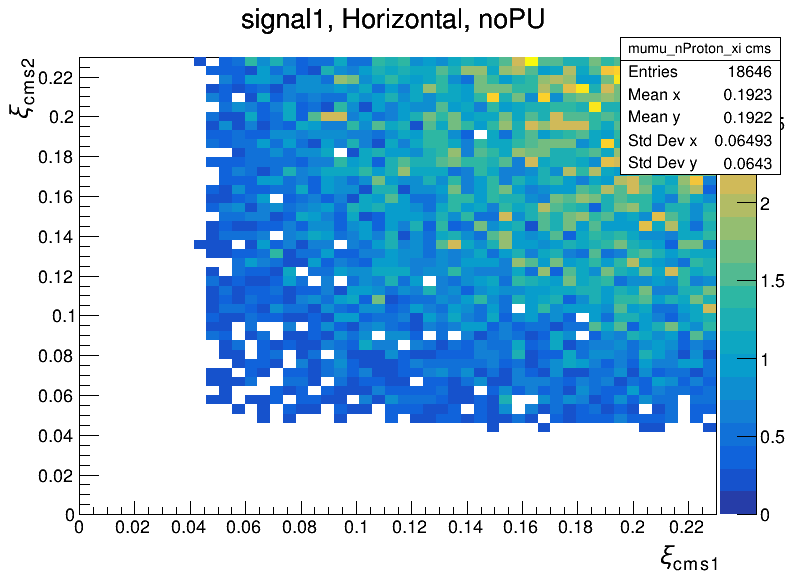 signal1, Horizontal, noPU
mumu_nProton_xi cms
Entries 18646
Mean x 0.1923
Mean y 0.1922
Std Dev x 0.06493
Std Dev y 0.0643
ξcms2
0.22
0.2
0.18
0.16
0.14
0.12
0.1
0.08
0.06
0.04
0.02
0
2
1.5
1
0.5
0
0 0.02 0.04 0.06 0.08 0.1 0.12 0.14 0.16 0.18 0.2 0.22
ξcms1